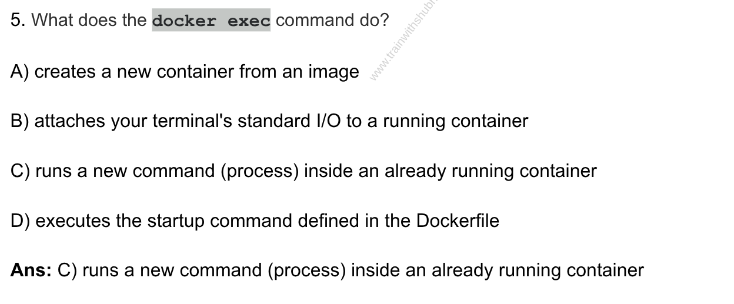 5. What does the docker exec command do?
A) creates a new container from an image
B) attaches your terminal's standard I/O to a running container
C) runs a new command (process) inside an already running container
D) executes the startup command defined in the Dockerfile
Ans: C) runs a new command (process) inside an already running container